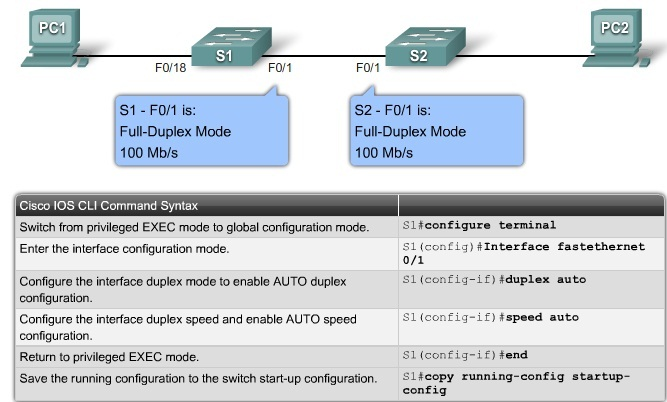 PC1
PC2
S1
S2
F0/18
F0/1
F0/1
S1 - F0/1 is:
Full-Duplex Mode
100 Mb/s
S2 - F0/1 is:
Full-Duplex Mode
100 Mb/s
Cisco IOS CLI Command Syntax
Switch from privileged EXEC mode to global configuration mode.
S1#configure terminal
Enter the interface configuration mode.
S1(config)#Interface fastethernet
0/1
Configure the interface duplex mode to enable AUTO duplex
configuration.
S1(config-if)#duplex auto
Configure the interface duplex speed and enable AUTO speed
configuration.
S1(config-if)#speed auto
Return to privileged EXEC mode.
S1(config-if)#end
Save the running configuration to the switch start-up configuration.
S1#copy running-config startup-
config